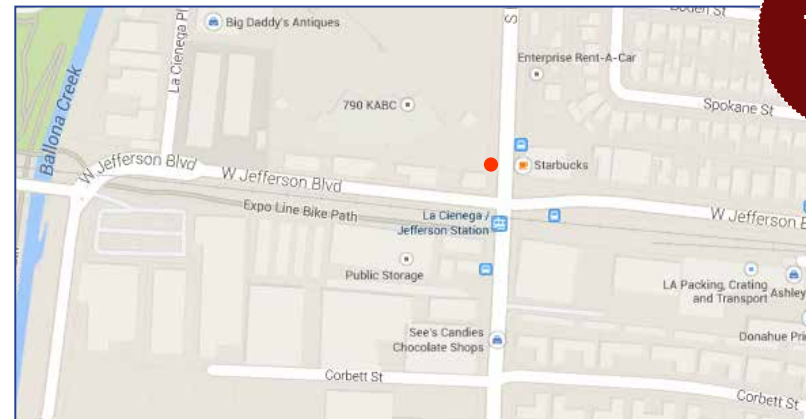 Big Daddy's Antiques
La Cienega Pl
Ballona Creek
S
Enterprise Rent-A-Car
Spokane St
790 KABC
Starbucks
W Jefferson Blvd
W Jefferson Blvd
Expo Line Bike Path
La Cienega /
Jefferson Station
W Jefferson
Public Storage
LA Packing, Crating
and Transport
Ashley
See's Candies
Chocolate Shops
Donahue Pri
Corbett St
Corbett St